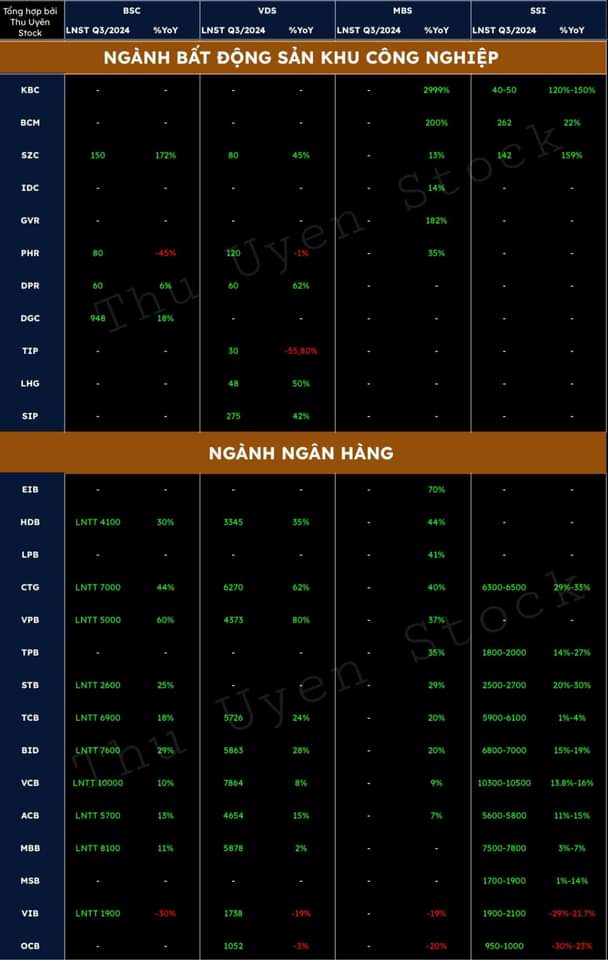 Tổng hợp bởi
Thu Uyên
Stock
BSC VDS MBS SSI
LNST Q3/2024 %YoY LNST Q3/2024 %YoY LNST Q3/2024 %YoY LNST Q3/2024 %YoY
NGÀNH BẤT ĐỘNG SẢN KHU CÔNG NGHIỆP
KBC - - - - - 2999% 40-50 120%-150%
BCM - - - - - 200% 262 22%
SZC 150 172% 80 45% - 13% 142 159%
IDC - - - - - 14% - -
GVR - - - - - 182% - -
PHR 80 -45% 120 -1% - 35% - -
DPR 60 6% 60 62% - - - -
DGC 948 18% - - - - - -
TIP - - 30 -55,80% - - - -
LHG - - 48 50% - - - -
SIP - - 275 42% - - - -
NGÀNH NGÂN HÀNG
EIB - - - - - 70% - -
HDB LNTT 4100 30% 3345 35% - 44% - -
LPB - - - - - 41% - -
CTG LNTT 7000 44% 6270 62% - 40% 6300-6500 29%-33%
VPB LNTT 5000 60% 4373 80% - 37% - -
TPB - - - - - 35% 1800-2000 14%-27%
STB LNTT 2600 25% - - - 29% 2500-2700 20%-30%
TCB LNTT 6900 18% 5726 24% - 20% 5900-6100 1%-4%
BID LNTT 7600 29% 5863 28% - 20% 6800-7000 15%-19%
VCB LNTT 10000 10% 7864 8% - 9% 10300-10500 13.8%-16%
ACB LNTT 5700 13% 4654 15% - 7% 5600-5800 11%-15%
MBB LNTT 8100 11% 5878 2% - - 7500-7800 3%-7%
MSB - - - - - - 1700-1900 1%-14%
VIB LNTT 1900 -30% 1738 -19% - -19% 1900-2100 -29%-21.7%
OCB - - 1052 -3% - -20% 950-1000 -30%-23%
Thu Uyen Stock
Thu Uyen Stock